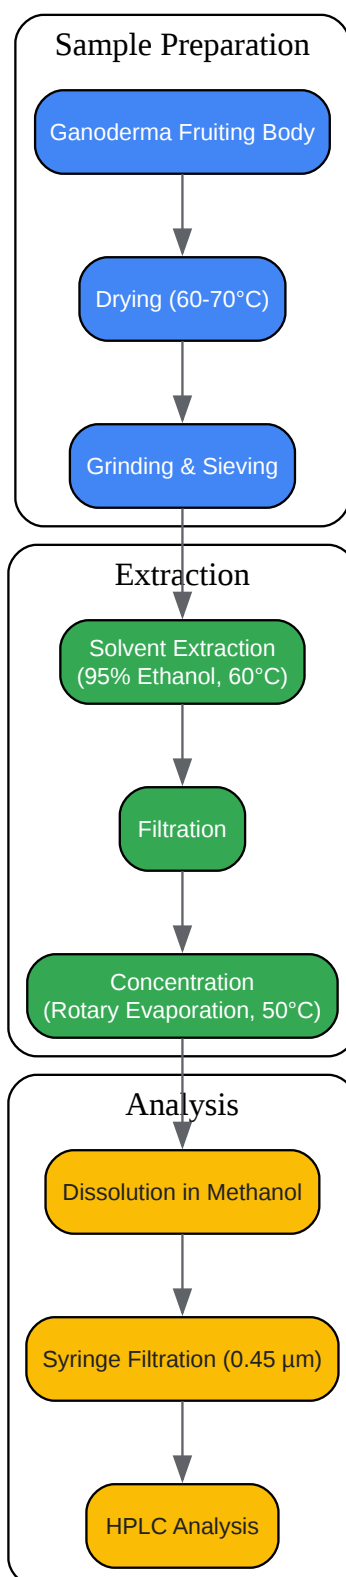 Sample Preparation
Ganoderma Fruiting Body
Drying (60-70°C)
Grinding & Sieving
Extraction
Solvent Extraction
(95% Ethanol, 60°C)
Filtration
Concentration
(Rotary Evaporation, 50°C)
Analysis
Dissolution in Methanol
Syringe Filtration (0.45 µm)
HPLC Analysis